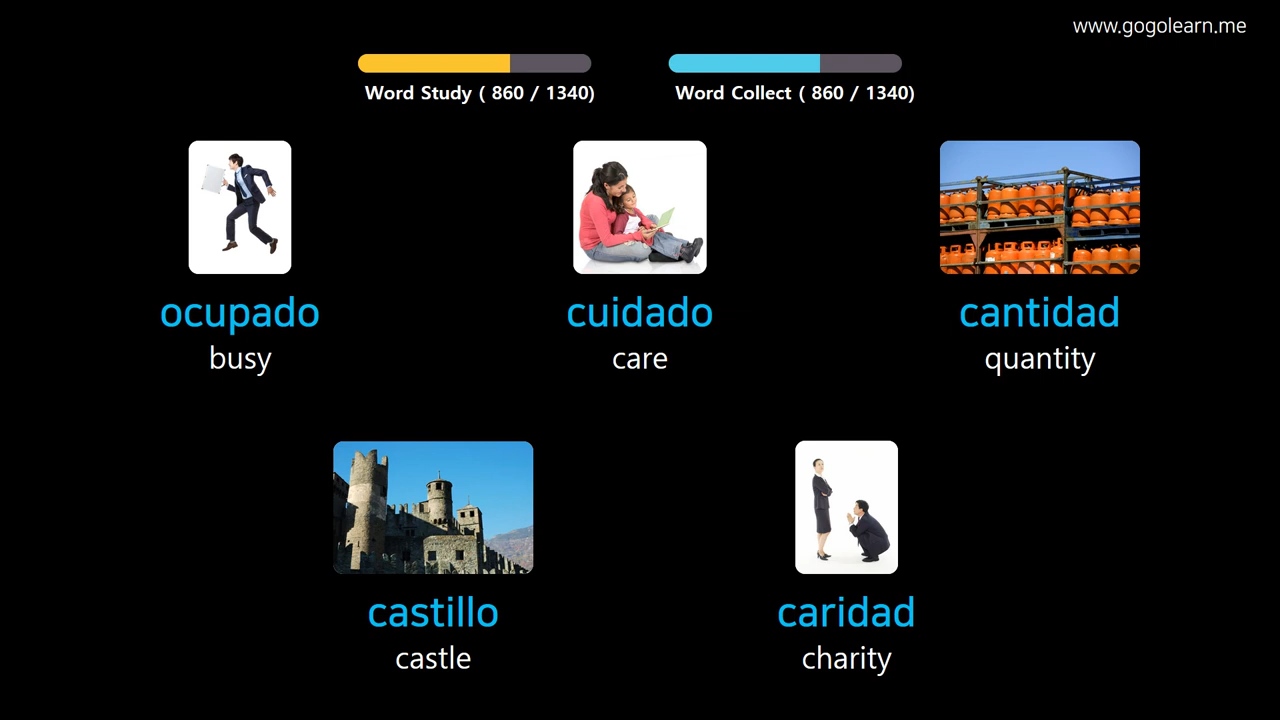 www.gogolearn.me
Word Study ( 860 / 1340)
Word Collect ( 860 / 1340)
ocupado
busy
cuidado
care
cantidad
quantity
castillo
castle
caridad
charity